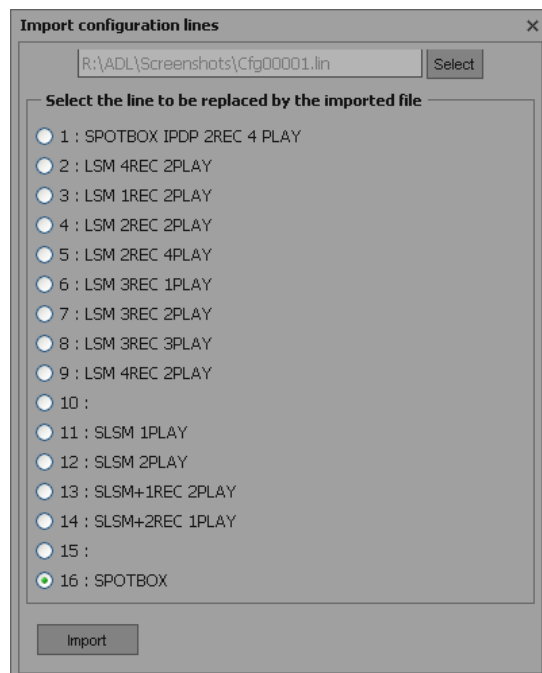 Import configuration lines
R:\ADL\Screenshots\Cfg00001.lin Select
Select the line to be replaced by the imported file
1 : SPOTBOX IPDP 2REC 4 PLAY
2 : LSM 4REC 2PLAY
3 : LSM 1REC 2PLAY
4 : LSM 2REC 2PLAY
5 : LSM 2REC 4PLAY
6 : LSM 3REC 1PLAY
7 : LSM 3REC 2PLAY
8 : LSM 3REC 3PLAY
9 : LSM 4REC 2PLAY
10 :
11 : SLSM 1PLAY
12 : SLSM 2PLAY
13 : SLSM+1REC 2PLAY
14 : SLSM+2REC 1PLAY
15 :
16 : SPOTBOX
Import